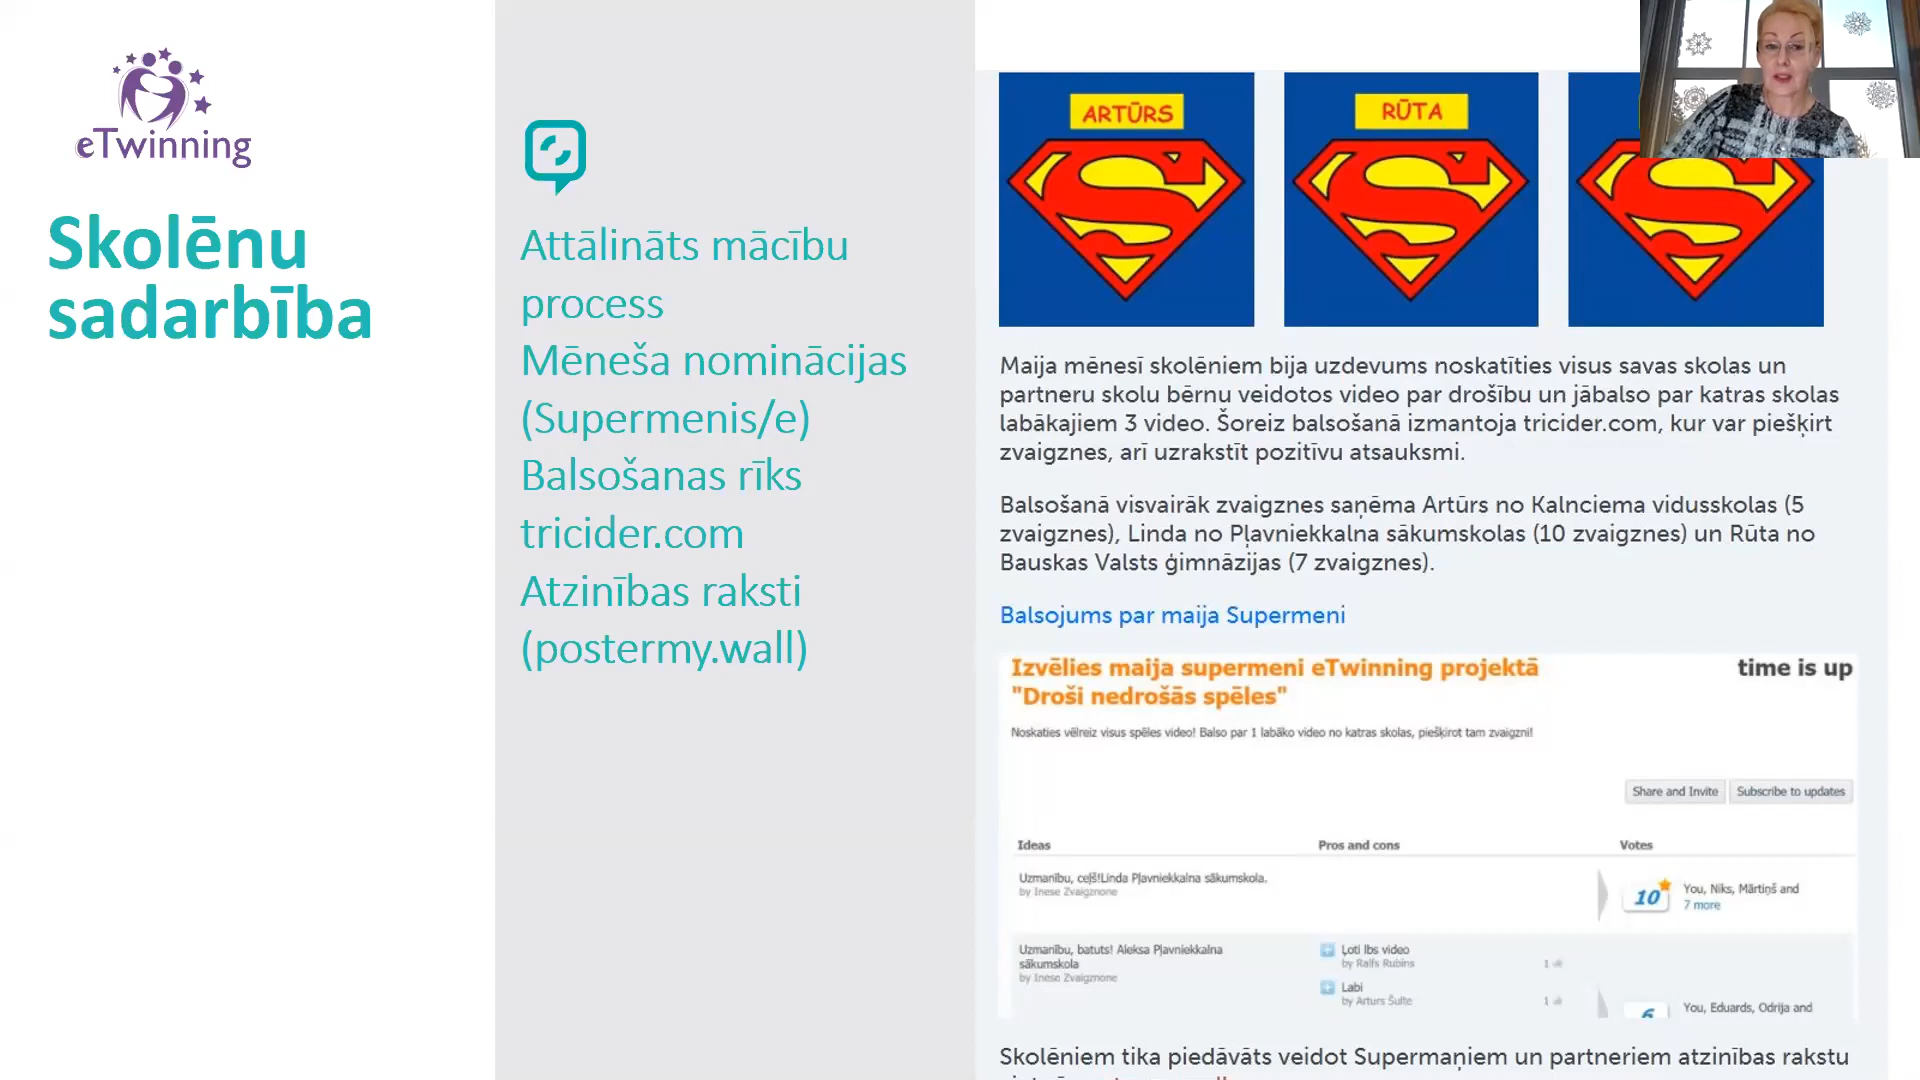 eTwinning
Skolēnu
sadarbība
Attālināts mācību
process
Mēneša nominācijas
(Supermenis/e)
Balsošanas rīks
tricider.com
Atzinības raksti
(postermy.wall)
ARTŪRS
RŪTA
Maija mēnesī skolēniem bija uzdevums noskatīties visus savas skolas un
partneru skolu bērnu veidotos video par drošību un jābalso par katras skolas
labākajiem 3 video. Šoreiz balsošanā izmantoja tricider.com, kur var piešķirt
zvaigznes, arī uzrakstīt pozitīvu atsauksmi.
Balsošanā visvairāk zvaigznes saņēma Artūrs no Kalnciema vidusskolas (5
zvaigznes), Linda no Pļavniekkalna sākumskolas (10 zvaigznes) un Rūta no
Bauskas Valsts ģimnāzijas (7 zvaigznes).
Balsojums par maija Supermeni
Izvēlies maija supermeni eTwinning projektā
"Droši nedrošās spēles"
time is up
Noskaties vēlreiz visus spēles video! Balso par 1 labāko video no katras skolas, piešķirot tam zvaigzni!
Share and Invite
Subscribe to updates
Ideas
Pros and cons
Votes
Uzmanību, ceļš!Linda Pļavniekkalna sākumskola.
by Inese Zvaigznone
10
You, Niks, Mārtiņš and
7 more
Uzmanību, batuts! Aleksa Pļavniekkalna
sākumskola
by Inese Zvaigznone
Ļoti lbs video
by Ralfs Rubins
1
Labi
by Arturs Šulte
1
6
You, Eduards, Odrija and
Skolēniem tika piedāvāts veidot Supermaņiem un partneriem atzinības rakstu